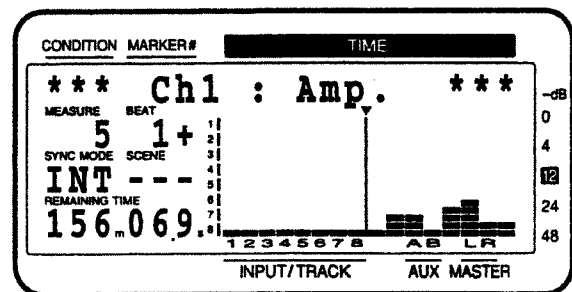 CONDITION MARKER# TIME
*** Ch1 : Amp. ***
MEASURE BEAT
5 1+
SYNC MODE SCENE
INT ---
REMAINING TIME
156m069.
1
2
3
4
5
6
7
8
-dB
0
4
12
24
48
1 2 3 4 5 6 7 8 A B L R
INPUT/TRACK AUX MASTER